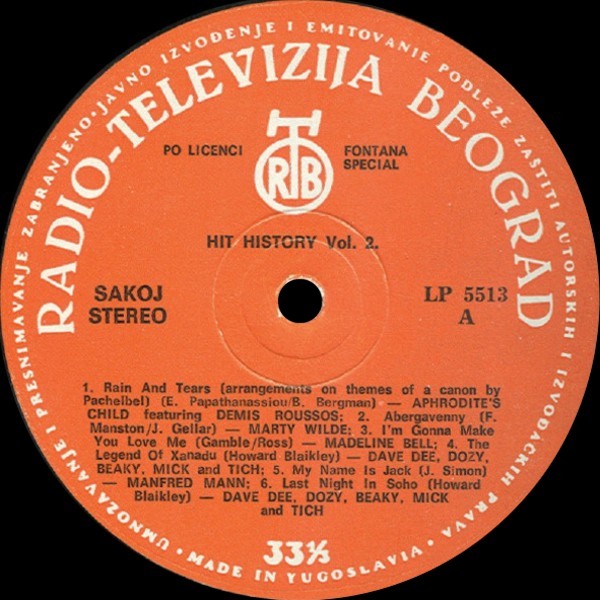 JAVNO IZVOĐENJE I EMITOVANJE PODLEŽE ZAŠTITI AUTORSKIH I IZVOĐAČKIH PRAVA · UMNOŽAVANJE I PRESNIMAVANJE ZABRANJENO ·
RADIO-TELEVIZIJA BEOGRAD
PO LICENCI
RTB
FONTANA
SPECIAL
HIT HISTORY Vol. 2.
SAKOJ
STEREO
LP 5513
A
1. Rain And Tears (arrangements on themes of a canon by
Pachelbel) (E. Papathanassiou/B. Bergman) — APHRODITE'S
CHILD featuring DEMIS ROUSSOS; 2. Abergavenny (F.
Manston/J. Gellar) — MARTY WILDE; 3. I'm Gonna Make
You Love Me (Gamble/Ross) — MADELINE BELL; 4. The
Legend Of Xanadu (Howard Blaikley) — DAVE DEE, DOZY,
BEAKY, MICK and TICH; 5. My Name Is Jack (J. Simon)
— MANFRED MANN; 6. Last Night In Soho (Howard
Blaikley) — DAVE DEE, DOZY, BEAKY, MICK
and TICH
33⅓
MADE IN YUGOSLAVIA